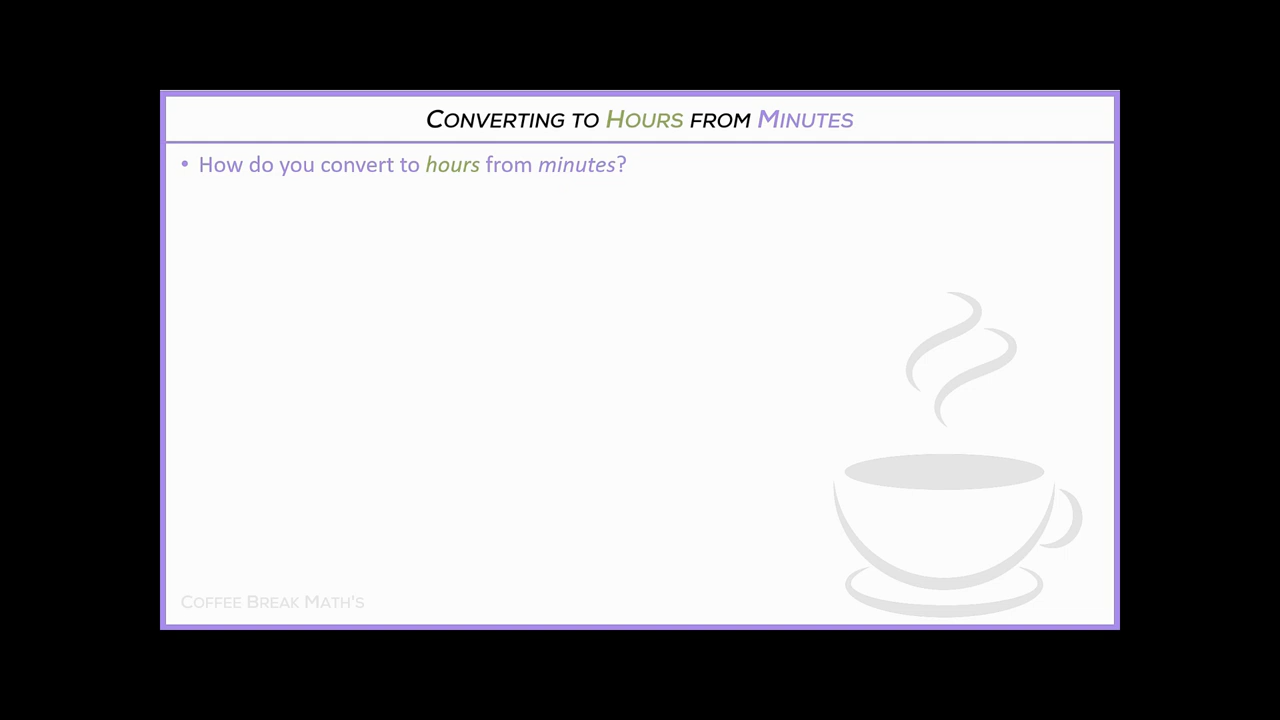 CONVERTING TO HOURS FROM MINUTES
• How do you convert to hours from minutes?
COFFEE BREAK MATH'S